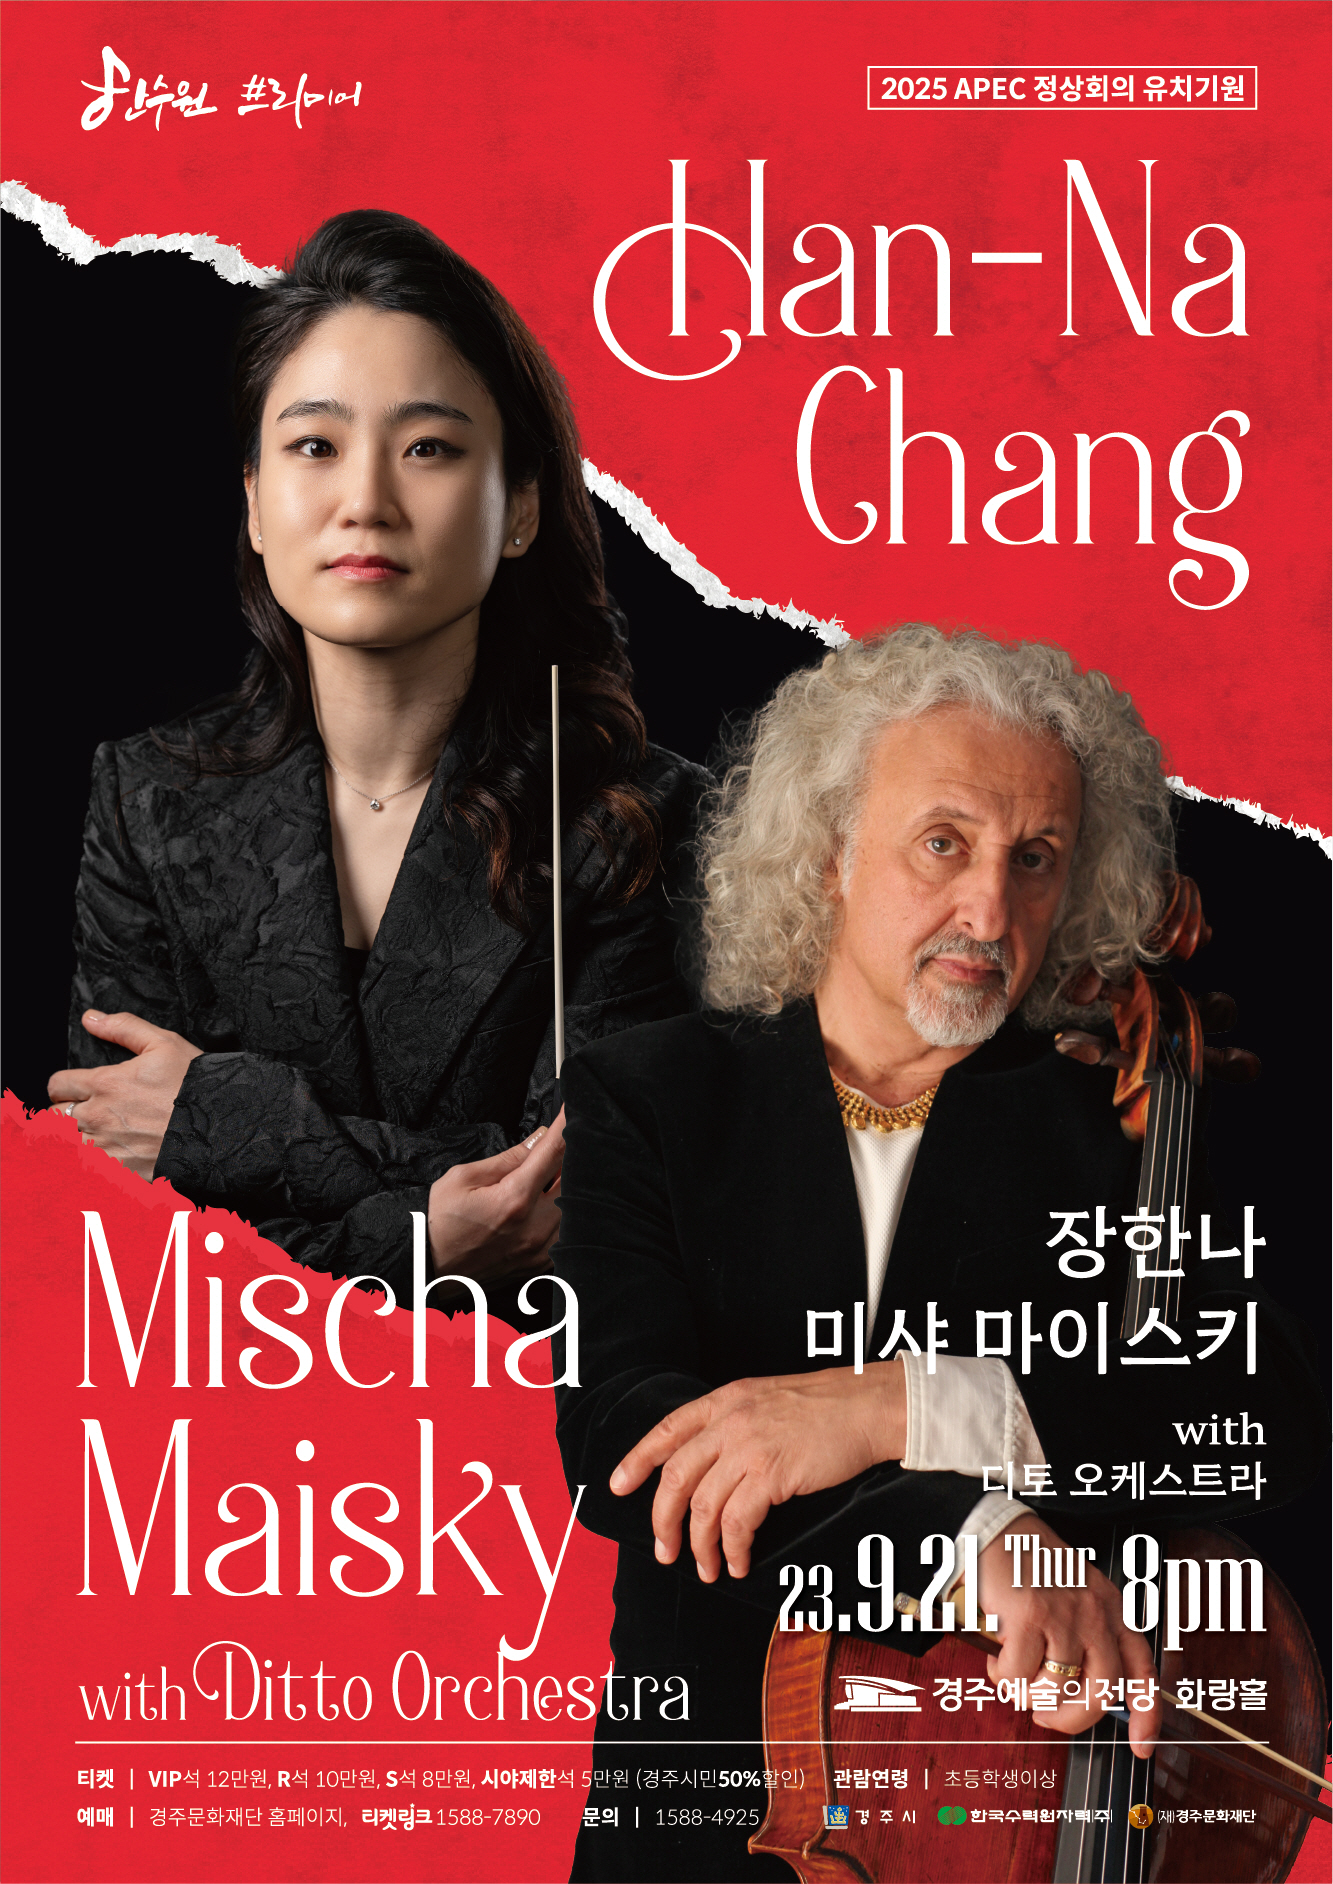 한수원 프리미어
2025 APEC 정상회의 유치기원
Han-Na
Chang
Mischa
Maisky
with Ditto Orchestra
장한나
미샤 마이스키
with
디토 오케스트라
23.9.21. Thur 8pm
경주예술의전당 화랑홀
티켓 | VIP석 12만원, R석 10만원, S석 8만원, 시야제한석 5만원 (경주시민50%할인) 관람연령 | 초등학생이상
예매 | 경주문화재단 홈페이지, 티켓링크 1588-7890 문의 | 1588-4925
경주시 한국수력원자력(주) (재)경주문화재단